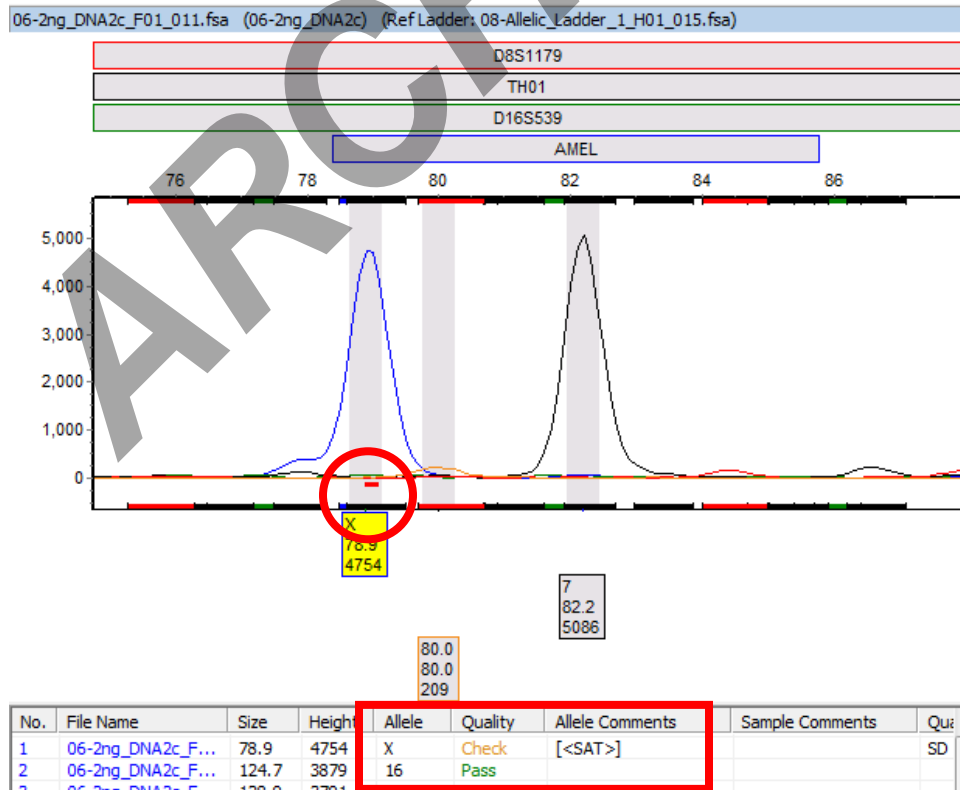 06-2ng_DNA2c_F01_011.fsa (06-2ng_DNA2c) (Ref Ladder: 08-Allelic_Ladder_1_H01_015.fsa)
D8S1179
TH01
D16S539
AMEL
76 78 80 82 84 86
5,000
4,000
3,000
2,000
1,000
0
X
78.9
4754
7
82.2
5086
80.0
80.0
209
No. File Name Size Height Allele Quality Allele Comments Sample Comments
1 06-2ng_DNA2c_F... 78.9 4754 X Check [<SAT>] SD
2 06-2ng_DNA2c_F... 124.7 3879 16 Pass